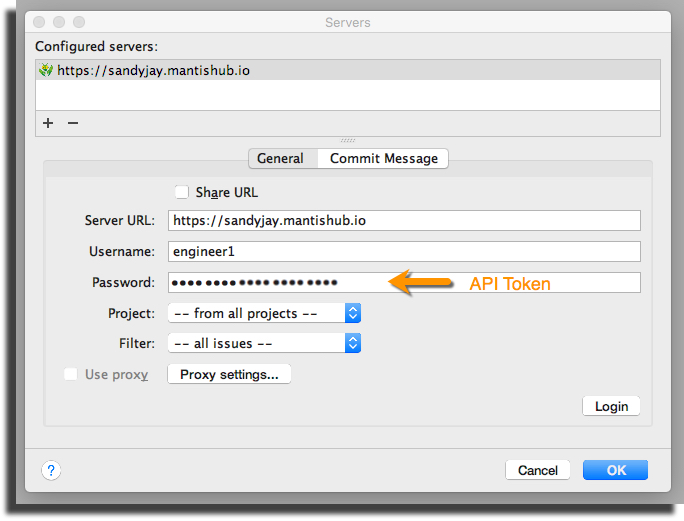 Servers
Configured servers:
https://sandyjay.mantishub.io
+ −
General Commit Message
Share URL
Server URL: https://sandyjay.mantishub.io
Username: engineer1
Password: •••• •••• •••• •••• •••• API Token
Project: -- from all projects --
Filter: -- all issues --
Use proxy Proxy settings...
Login
? Cancel OK